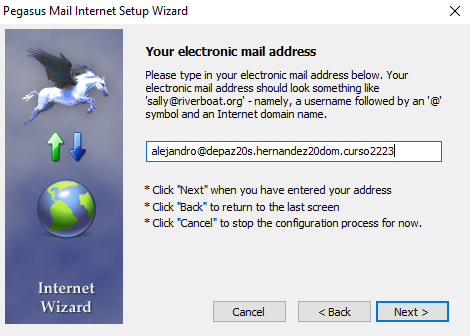 Pegasus Mail Internet Setup Wizard
Your electronic mail address
Please type in your electronic mail address below. Your
electronic mail address should look something like
'sally@riverboat.org' - namely, a username followed by an '@'
symbol and an Internet domain name.
alejandro@depaz20s.hernandez20dom.curso2223
* Click "Next" when you have entered your address
* Click "Back" to return to the last screen
* Click "Cancel" to stop the configuration process for now.
Internet
Wizard
Cancel
< Back
Next >